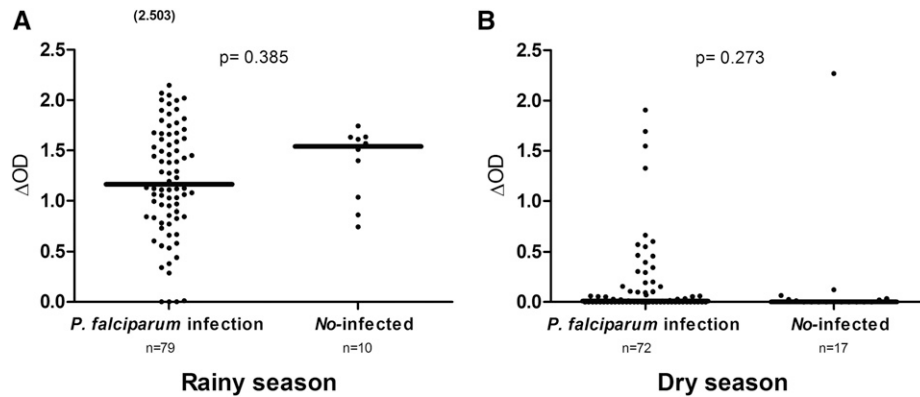 (2.503)
A
p= 0.385
2.5
2.0
1.5
1.0
0.5
0.0
ΔOD
P. falciparum infection
No-infected
n=79
n=10
Rainy season
B
p= 0.273
2.5
2.0
1.5
1.0
0.5
0.0
ΔOD
P. falciparum infection
No-infected
n=72
n=17
Dry season